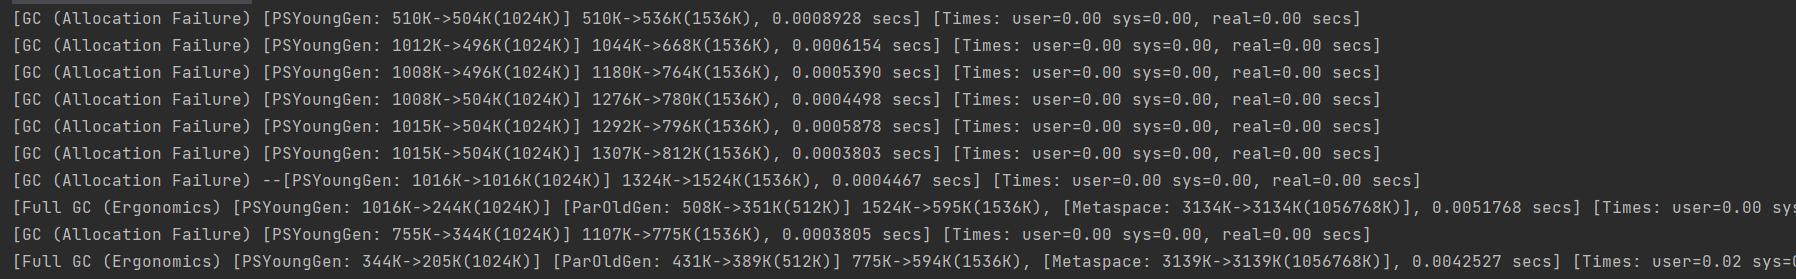 [GC (Allocation Failure) [PSYoungGen: 510K->504K(1024K)] 510K->536K(1536K), 0.0008928 secs] [Times: user=0.00 sys=0.00, real=0.00 secs]
[GC (Allocation Failure) [PSYoungGen: 1012K->496K(1024K)] 1044K->668K(1536K), 0.0006154 secs] [Times: user=0.00 sys=0.00, real=0.00 secs]
[GC (Allocation Failure) [PSYoungGen: 1008K->496K(1024K)] 1180K->764K(1536K), 0.0005390 secs] [Times: user=0.00 sys=0.00, real=0.00 secs]
[GC (Allocation Failure) [PSYoungGen: 1008K->504K(1024K)] 1276K->780K(1536K), 0.0004498 secs] [Times: user=0.00 sys=0.00, real=0.00 secs]
[GC (Allocation Failure) [PSYoungGen: 1015K->504K(1024K)] 1292K->796K(1536K), 0.0005878 secs] [Times: user=0.00 sys=0.00, real=0.00 secs]
[GC (Allocation Failure) [PSYoungGen: 1015K->504K(1024K)] 1307K->812K(1536K), 0.0003803 secs] [Times: user=0.00 sys=0.00, real=0.00 secs]
[GC (Allocation Failure) --[PSYoungGen: 1016K->1016K(1024K)] 1324K->1524K(1536K), 0.0004467 secs] [Times: user=0.00 sys=0.00, real=0.00 secs]
[Full GC (Ergonomics) [PSYoungGen: 1016K->244K(1024K)] [ParOldGen: 508K->351K(512K)] 1524K->595K(1536K), [Metaspace: 3134K->3134K(1056768K)], 0.0051768 secs] [Times: user=0.00 sy
[GC (Allocation Failure) [PSYoungGen: 755K->344K(1024K)] 1107K->775K(1536K), 0.0003805 secs] [Times: user=0.00 sys=0.00, real=0.00 secs]
[Full GC (Ergonomics) [PSYoungGen: 344K->205K(1024K)] [ParOldGen: 431K->389K(512K)] 775K->594K(1536K), [Metaspace: 3139K->3139K(1056768K)], 0.0042527 secs] [Times: user=0.02 sys=